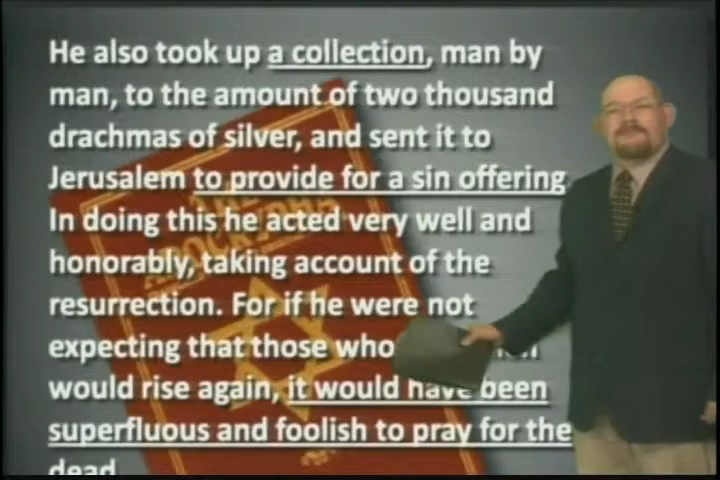 He also took up a collection, man by
man, to the amount of two thousand
drachmas of silver, and sent it to
Jerusalem to provide for a sin offering.
In doing this he acted very well and
honorably, taking account of the
resurrection. For if he were not
expecting that those who
would rise again, it would have been
superfluous and foolish to pray for the
dead
THE
APOCRYPHA